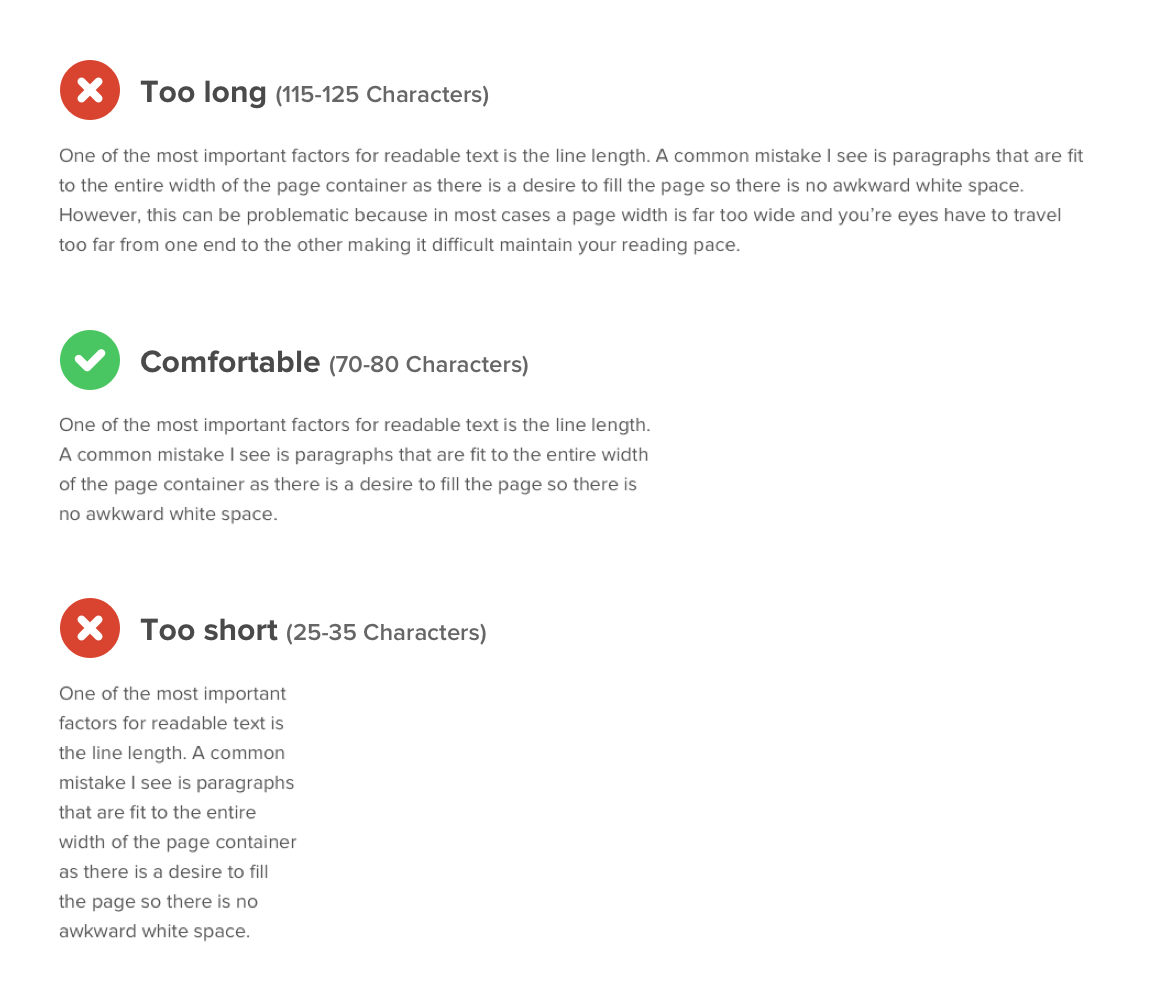 Too long (115-125 Characters)
One of the most important factors for readable text is the line length. A common mistake I see is paragraphs that are fit
to the entire width of the page container as there is a desire to fill the page so there is no awkward white space.
However, this can be problematic because in most cases a page width is far too wide and you’re eyes have to travel
too far from one end to the other making it difficult maintain your reading pace.
Comfortable (70-80 Characters)
One of the most important factors for readable text is the line length.
A common mistake I see is paragraphs that are fit to the entire width
of the page container as there is a desire to fill the page so there is
no awkward white space.
Too short (25-35 Characters)
One of the most important
factors for readable text is
the line length. A common
mistake I see is paragraphs
that are fit to the entire
width of the page container
as there is a desire to fill
the page so there is no
awkward white space.